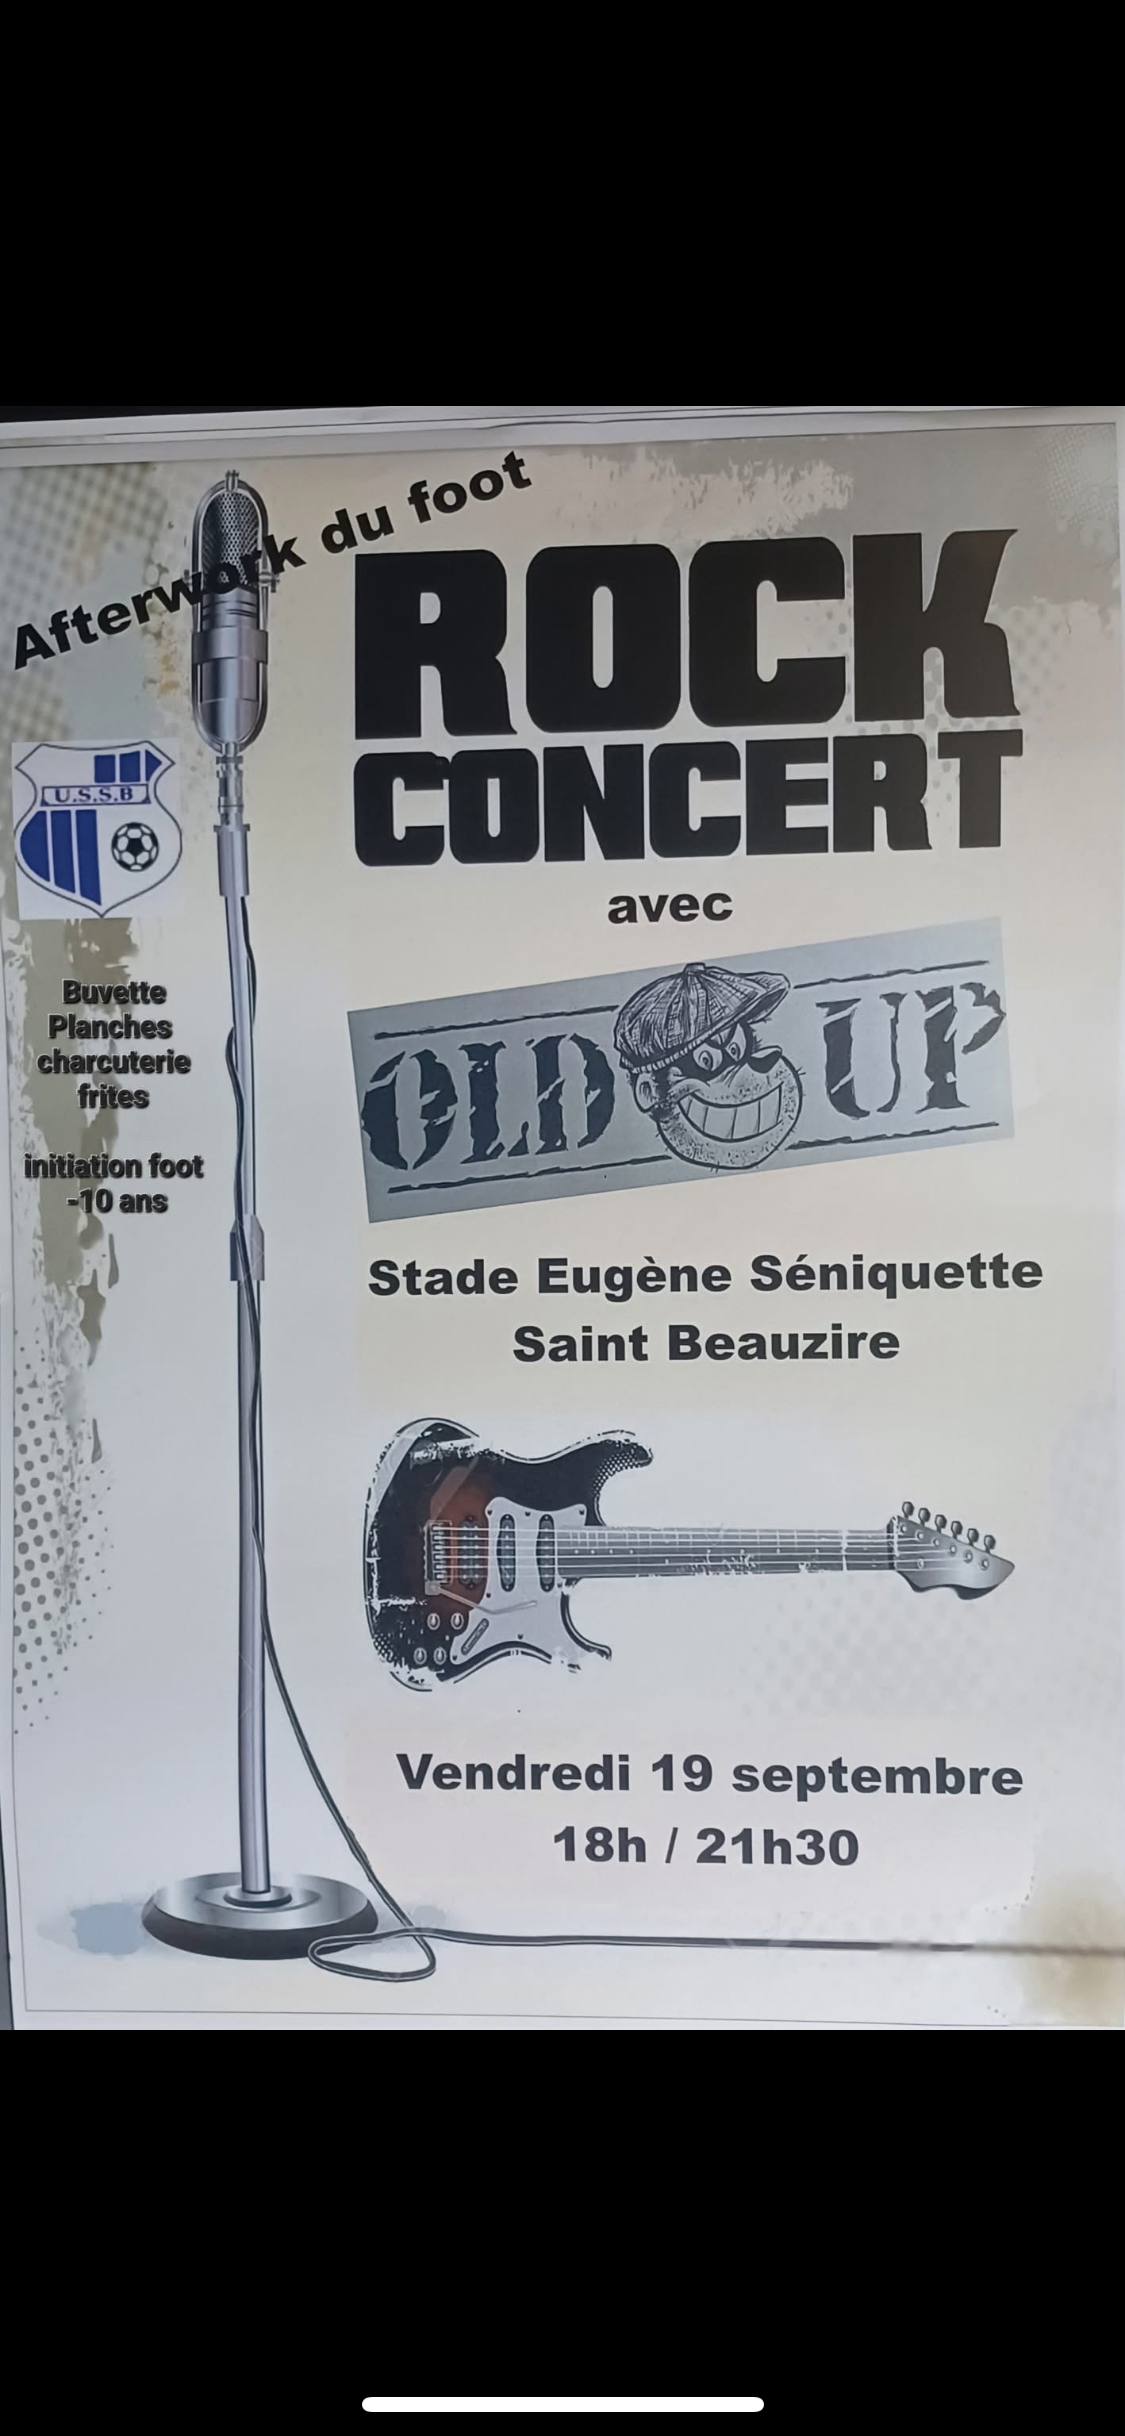 Afterwork du foot
ROCK
CONCERT
avec
U.S.S.B
OLD UP
Buvette
Planches
charcuterie
frites
initiation foot
-10 ans
Stade Eugène Séniquette
Saint Beauzire
Vendredi 19 septembre
18h / 21h30